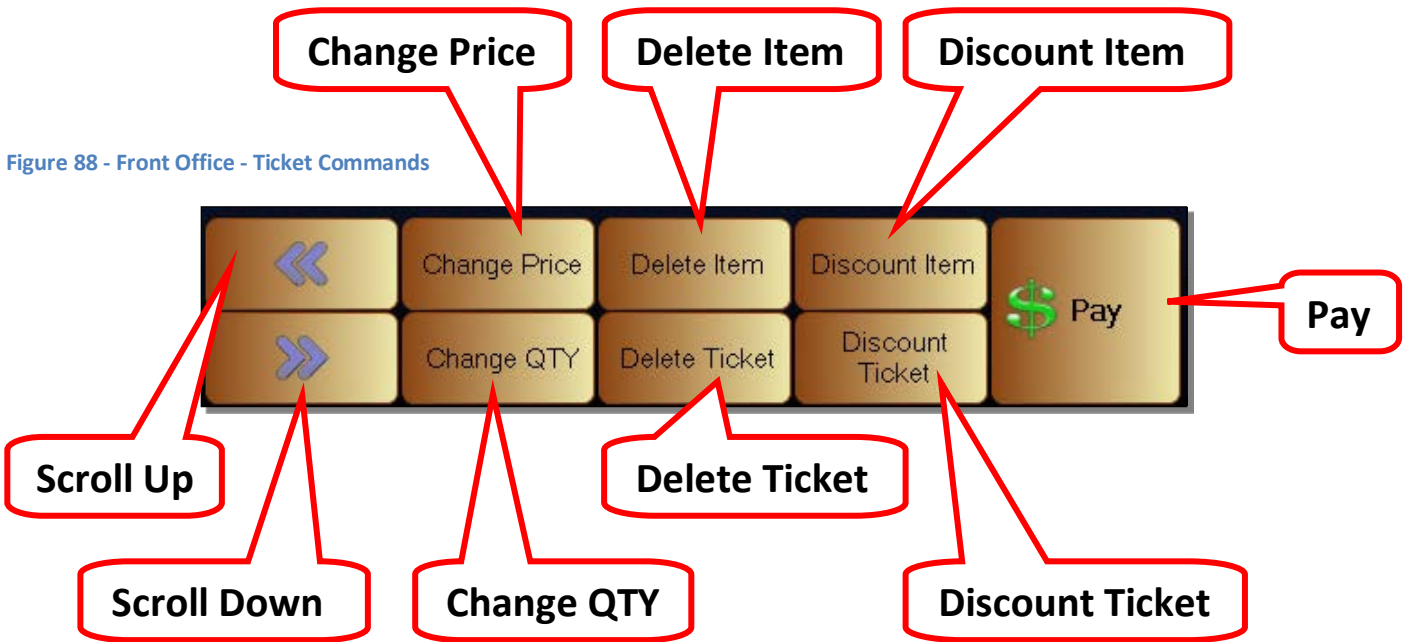 Change Price
Delete Item
Discount Item
Figure 88 - Front Office - Ticket Commands
Change Price
Delete Item
Discount Item
$ Pay
Pay
Change QTY
Delete Ticket
Discount
Ticket
Scroll Up
Delete Ticket
Scroll Down
Change QTY
Discount Ticket